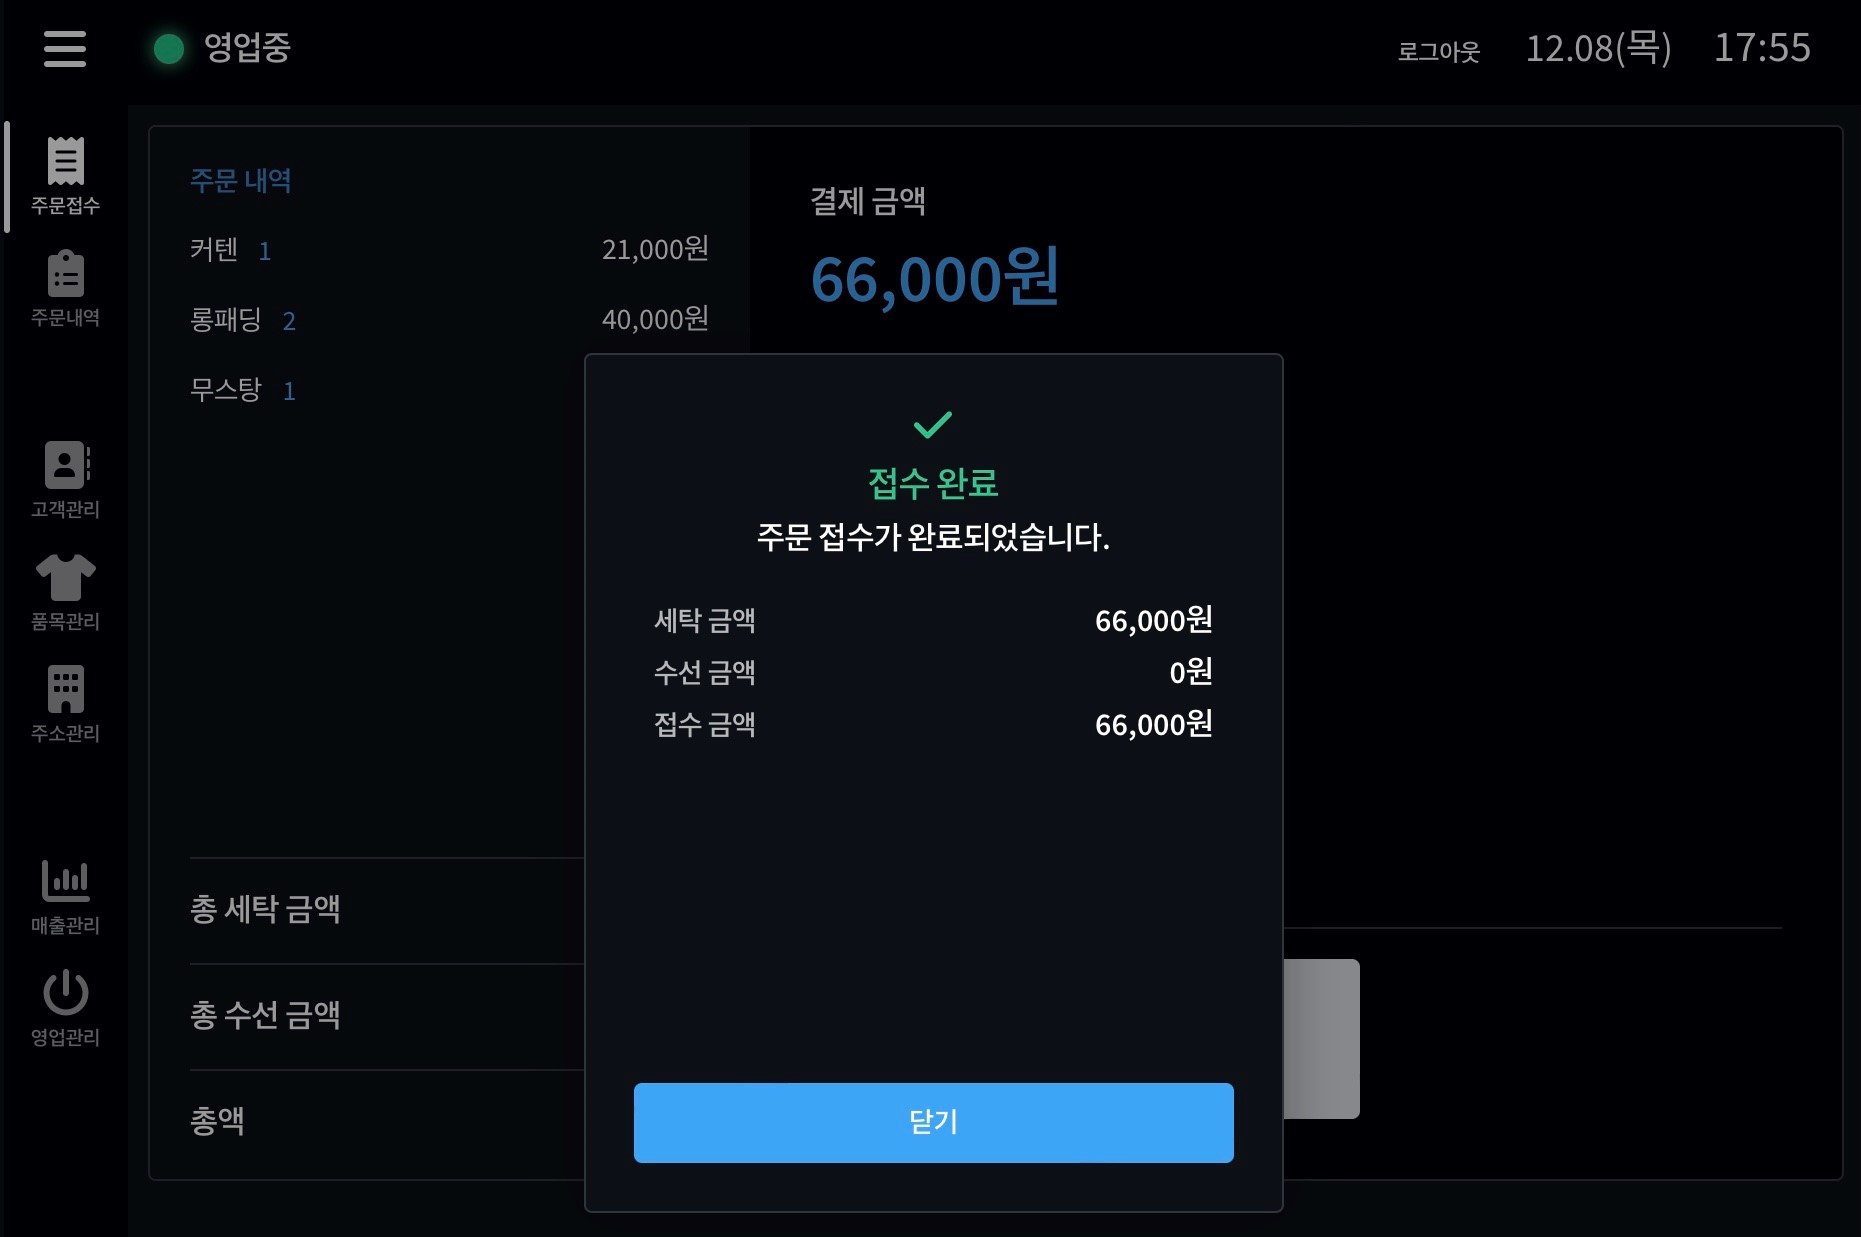 영업중
로그아웃 12.08(목) 17:55
주문접수
주문내역
고객관리
품목관리
주소관리
매출관리
영업관리
주문 내역
커텐 1 21,000원
롱패딩 2 40,000원
무스탕 1
총 세탁 금액
총 수선 금액
총액
결제 금액
66,000원
접수 완료
주문 접수가 완료되었습니다.
세탁 금액 66,000원
수선 금액 0원
접수 금액 66,000원
닫기